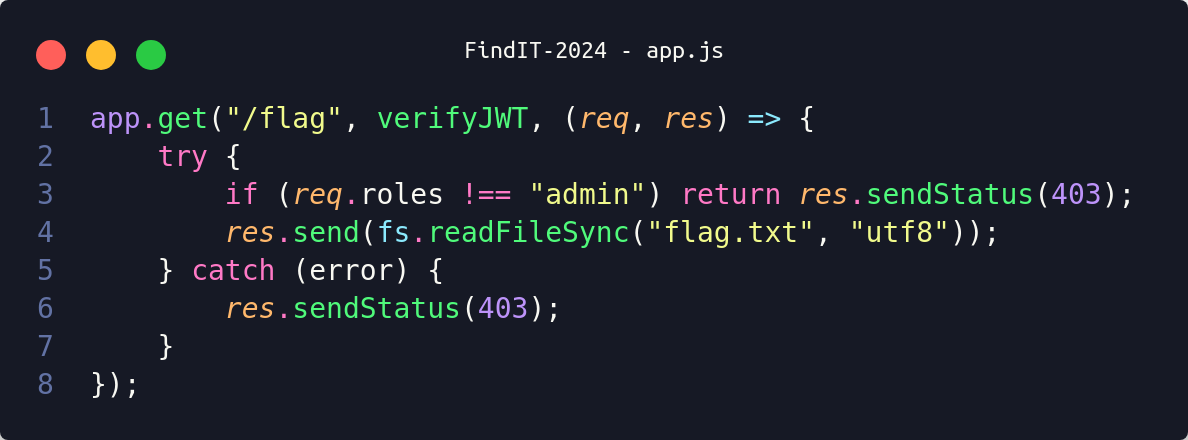 FindIT-2024 - app.js
1 app.get("/flag", verifyJWT, (req, res) => {
2     try {
3         if (req.roles !== "admin") return res.sendStatus(403);
4         res.send(fs.readFileSync("flag.txt", "utf8"));
5     } catch (error) {
6         res.sendStatus(403);
7     }
8 });